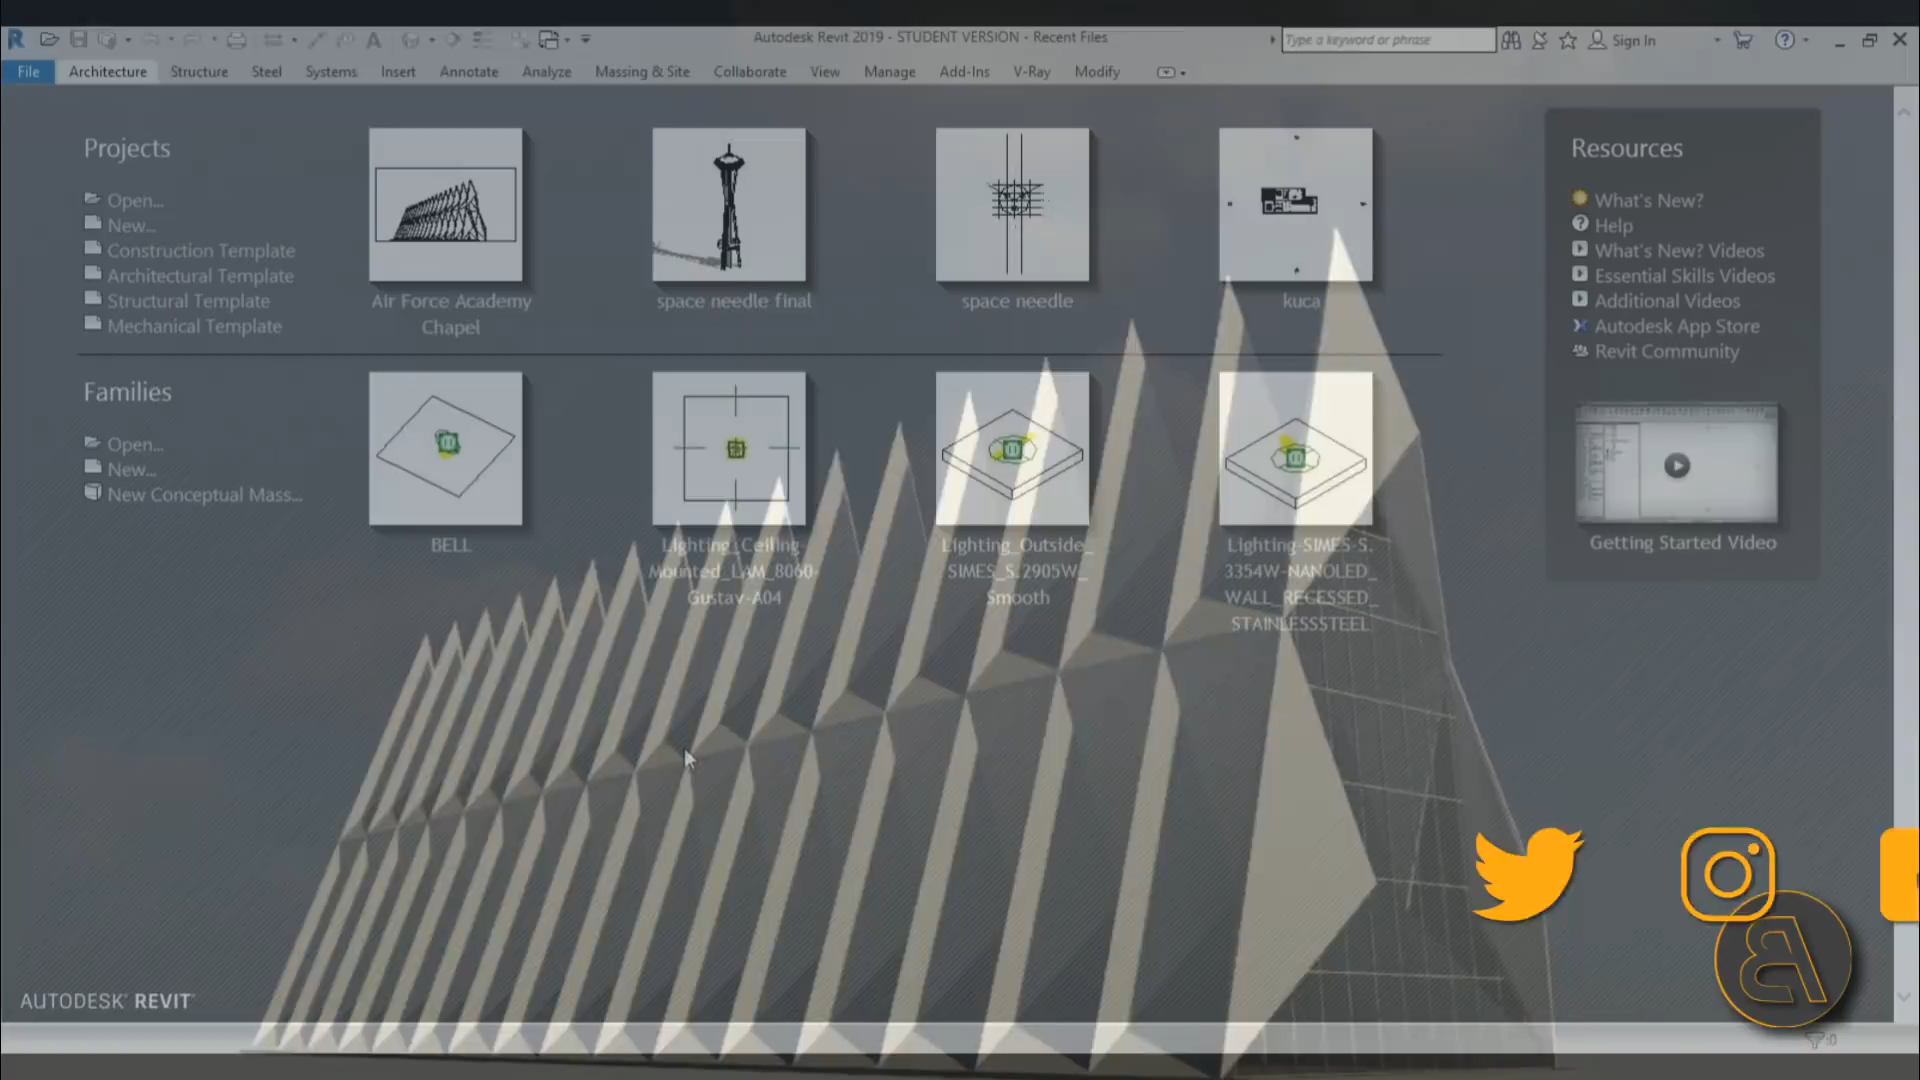 Autodesk Revit 2019 - STUDENT VERSION - Recent Files
Type a keyword or phrase
Sign In
File Architecture Structure Steel Systems Insert Annotate Analyze Massing & Site Collaborate View Manage Add-Ins V-Ray Modify
Projects
Open...
New...
Construction Template
Architectural Template
Structural Template
Mechanical Template
Air Force Academy
Chapel
space needle final
space needle
kuca
Families
Open...
New...
New Conceptual Mass...
BELL
Lighting_Ceiling-
Mounted_LAM_8060-
Gustav-A04
Lighting_Outside_
SIMES_S.2905W_
Smooth
Lighting-SIMES-S.
3354W-NANOLED_
WALL_RECESSED_
STAINLESSSTEEL
Resources
What's New?
Help
What's New? Videos
Essential Skills Videos
Additional Videos
Autodesk App Store
Revit Community
Getting Started Video
AUTODESK® REVIT®
:0